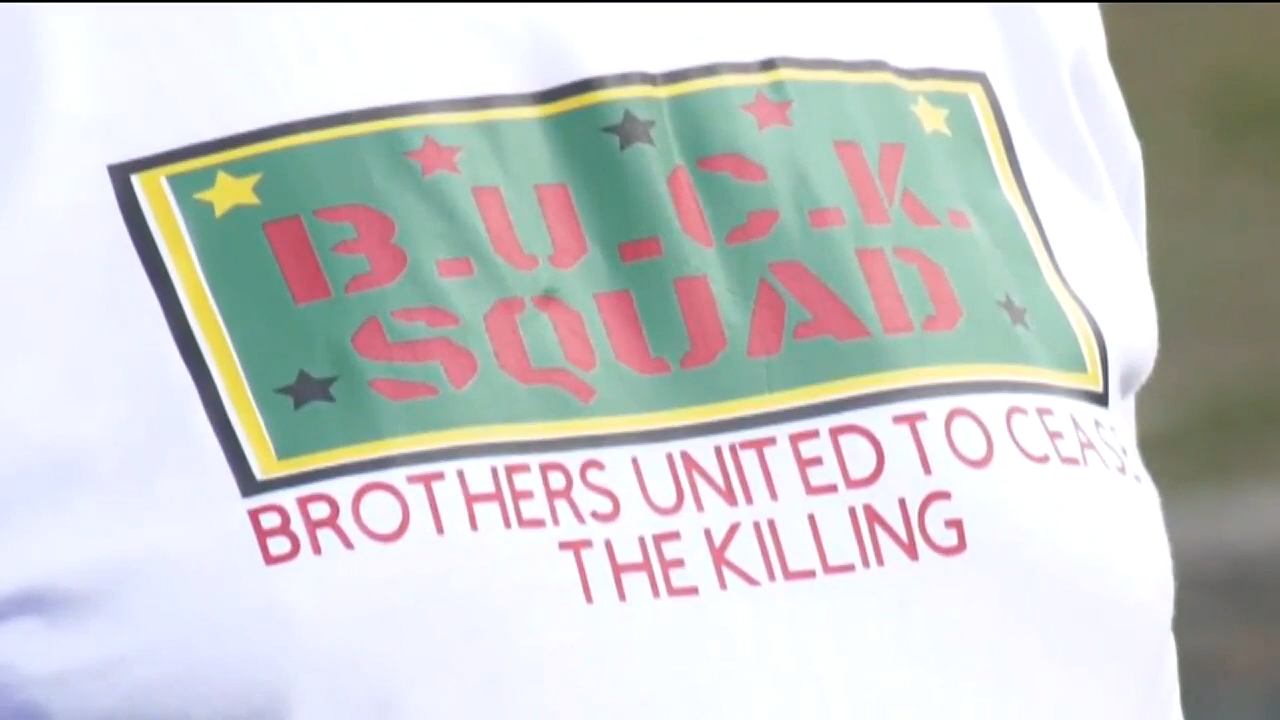 B.U.C.K.
SQUAD
BROTHERS UNITED TO CEASE
THE KILLING